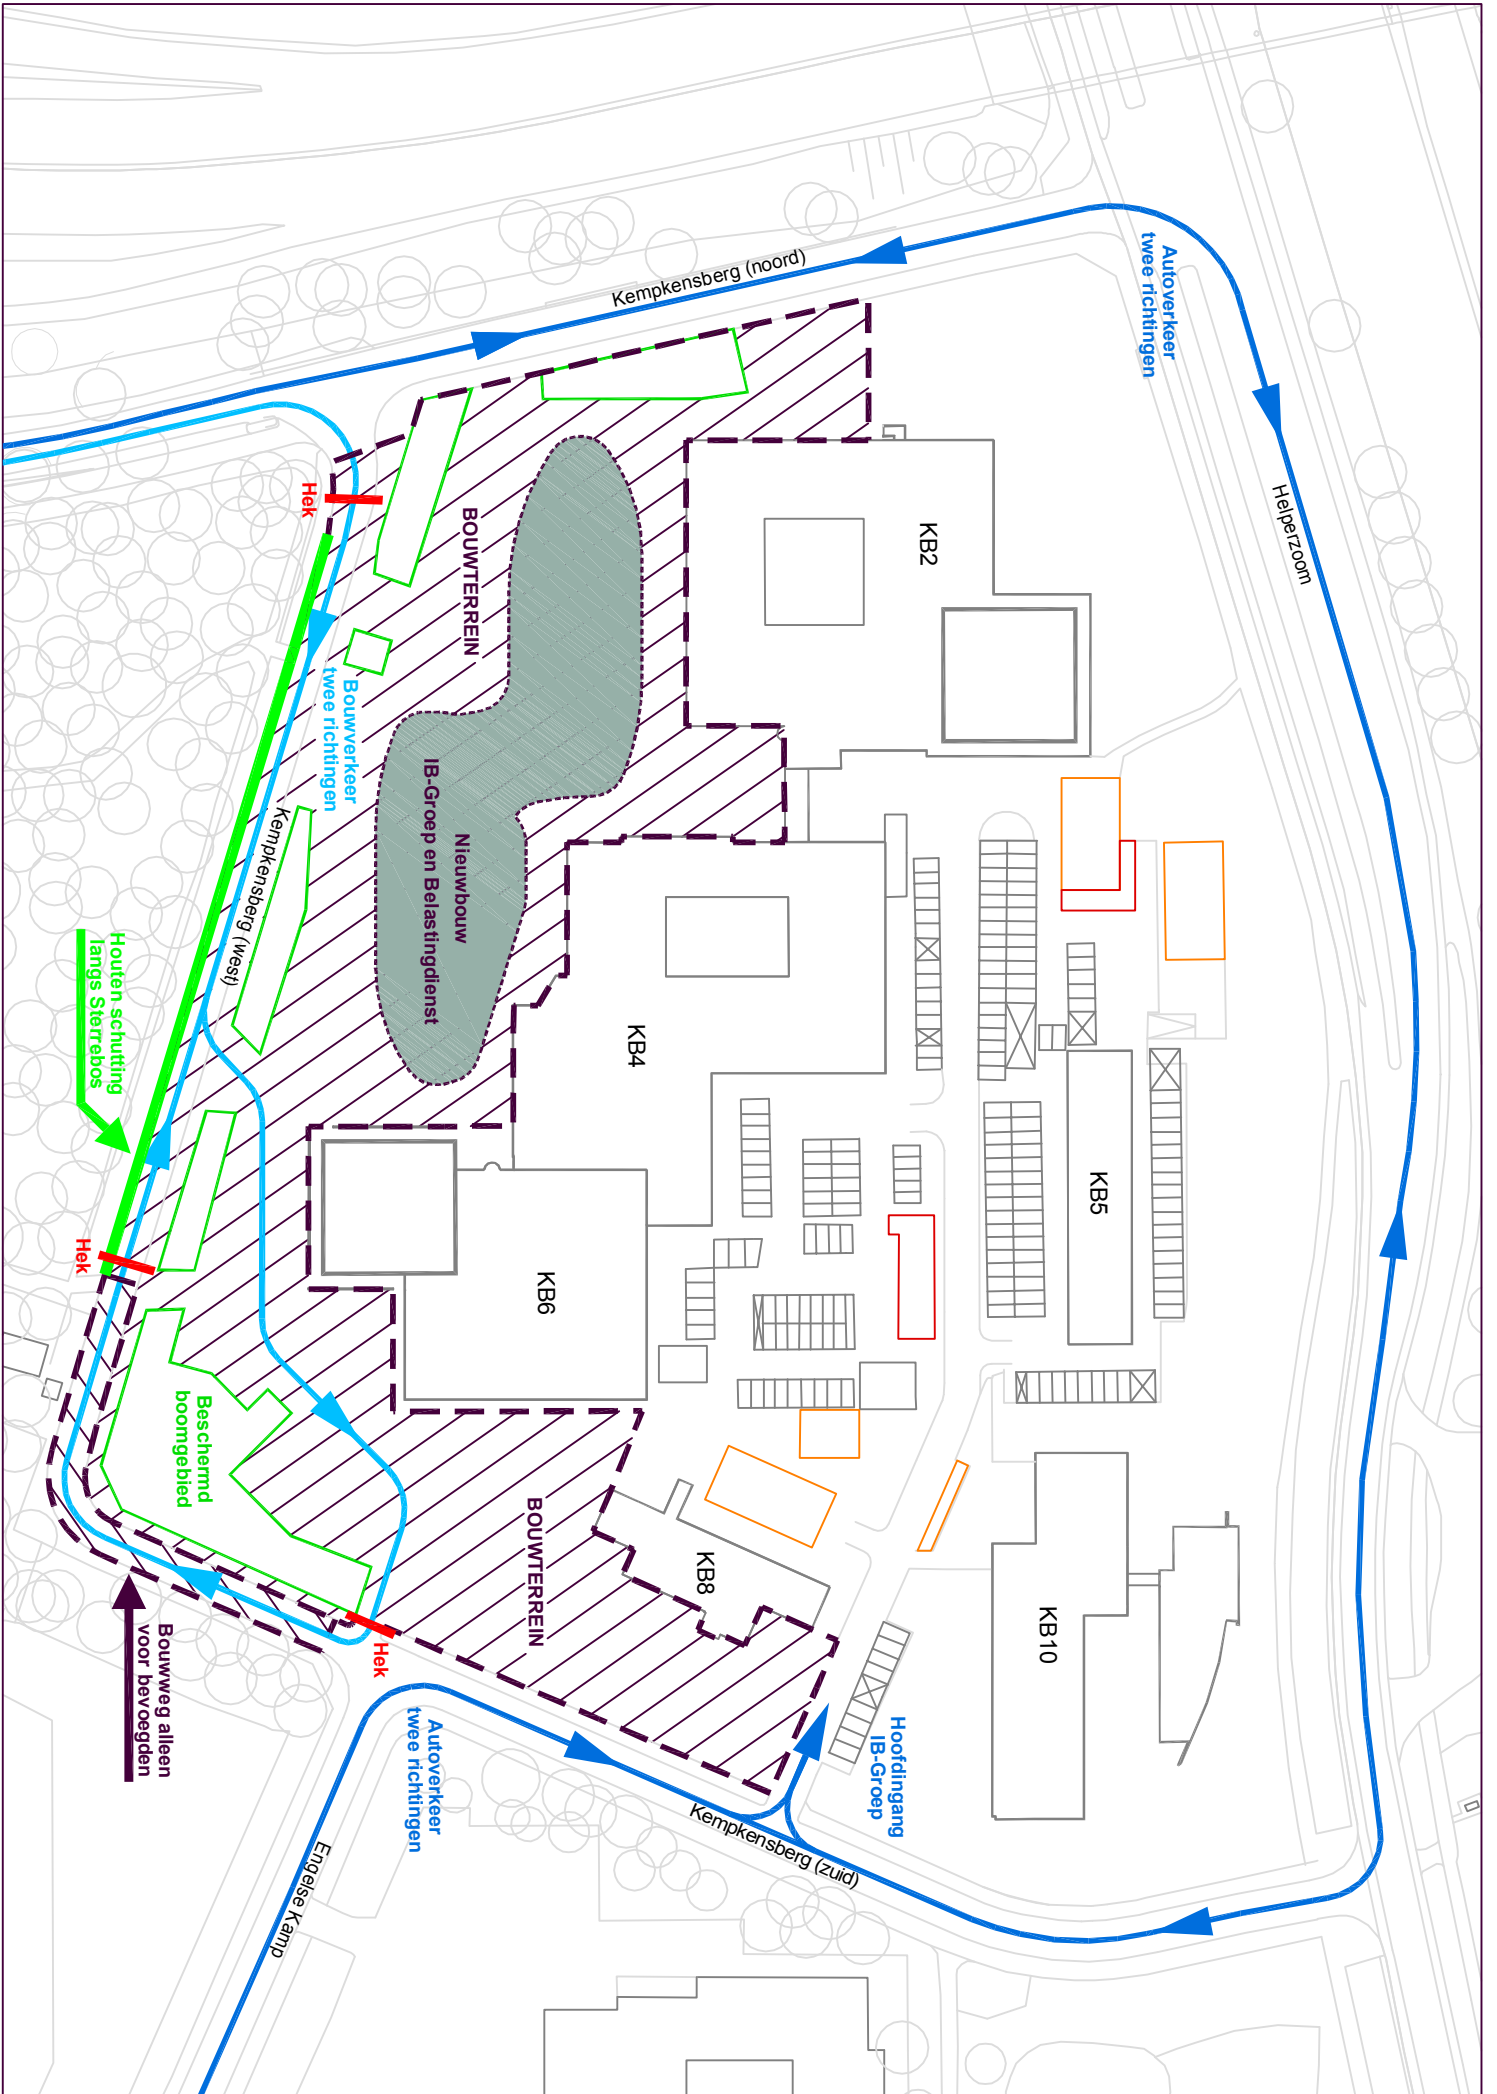 Kempkensberg (noord)
Autoverkeer
twee richtingen
Helperzoom
KB2
Hek
BOUWTERREIN
Bouwverkeer
twee richtingen
Nieuwbouw
IB-Groep en Belastingdienst
Kempkensberg (west)
Houten schutting
langs Sterrebos
KB4
KB5
KB6
Hek
Beschermd
boomgebied
BOUWTERREIN
KB8
KB10
Hek
Bouwweg alleen
voor bevoegden
Autoverkeer
twee richtingen
Hoofdingang
IB-Groep
Kempkensberg (zuid)
Engelse Kamp